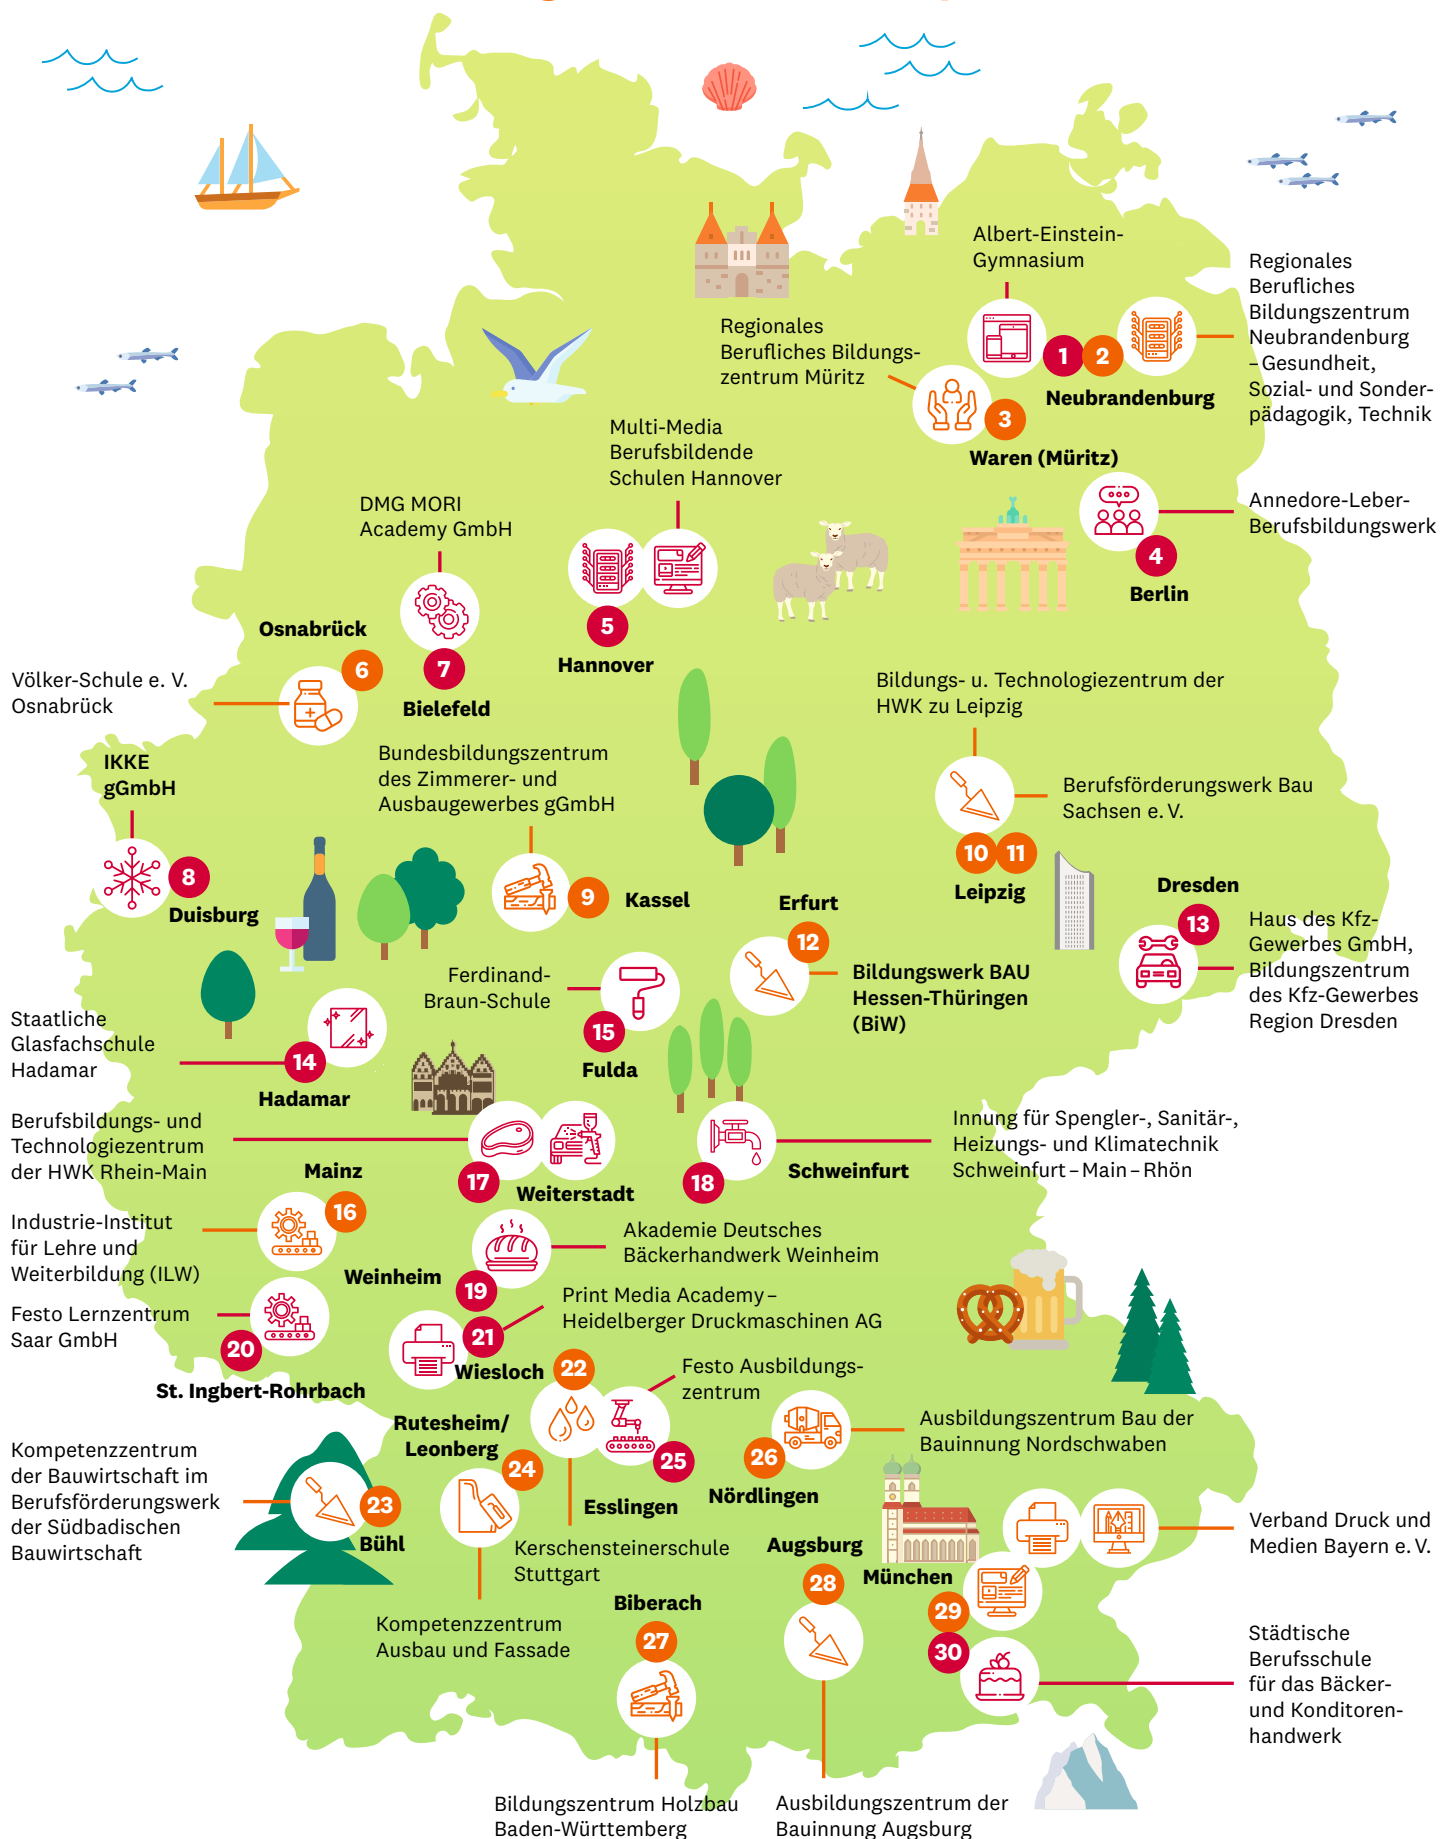 Albert-Einstein-
Gymnasium
Regionales
Berufliches
Bildungszentrum
Neubrandenburg
– Gesundheit,
Sozial- und Sonder-
pädagogik, Technik
1
2
Neubrandenburg
Regionales
Berufliches Bildungs-
zentrum Müritz
3
Waren (Müritz)
Multi-Media
Berufsbildende
Schulen Hannover
5
Hannover
DMG MORI
Academy GmbH
7
Bielefeld
Annedore-Leber-
Berufsbildungswerk
4
Berlin
Osnabrück
6
Völker-Schule e. V.
Osnabrück
IKKE
gGmbH
8
Duisburg
Bundesbildungszentrum
des Zimmerer- und
Ausbaugewerbes gGmbH
9
Kassel
Bildungs- u. Technologiezentrum der
HWK zu Leipzig
Berufsförderungswerk Bau
Sachsen e. V.
10
11
Leipzig
Dresden
13
Haus des Kfz-
Gewerbes GmbH,
Bildungszentrum
des Kfz-Gewerbes
Region Dresden
Erfurt
12
Bildungswerk BAU
Hessen-Thüringen
(BiW)
Ferdinand-
Braun-Schule
15
Fulda
Staatliche
Glasfachschule
Hadamar
14
Hadamar
Berufsbildungs- und
Technologiezentrum
der HWK Rhein-Main
17
Weiterstadt
18
Schweinfurt
Innung für Spengler-, Sanitär-,
Heizungs- und Klimatechnik
Schweinfurt – Main – Rhön
Mainz
16
Industrie-Institut
für Lehre und
Weiterbildung (ILW)
Weinheim
19
Akademie Deutsches
Bäckerhandwerk Weinheim
Festo Lernzentrum
Saar GmbH
20
St. Ingbert-Rohrbach
Print Media Academy –
Heidelberger Druckmaschinen AG
21
Wiesloch
22
Festo Ausbildungs-
zentrum
25
Esslingen
Kerschensteinerschule
Stuttgart
Rutesheim/
Leonberg
24
Kompetenzzentrum
Ausbau und Fassade
Kompetenzzentrum
der Bauwirtschaft im
Berufsförderungswerk
der Südbadischen
Bauwirtschaft
23
Bühl
26
Nördlingen
Ausbildungszentrum Bau der
Bauinnung Nordschwaben
Augsburg
28
Ausbildungszentrum der
Bauinnung Augsburg
Biberach
27
Bildungszentrum Holzbau
Baden-Württemberg
München
29
30
Verband Druck und
Medien Bayern e. V.
Städtische
Berufsschule
für das Bäcker-
und Konditoren-
handwerk